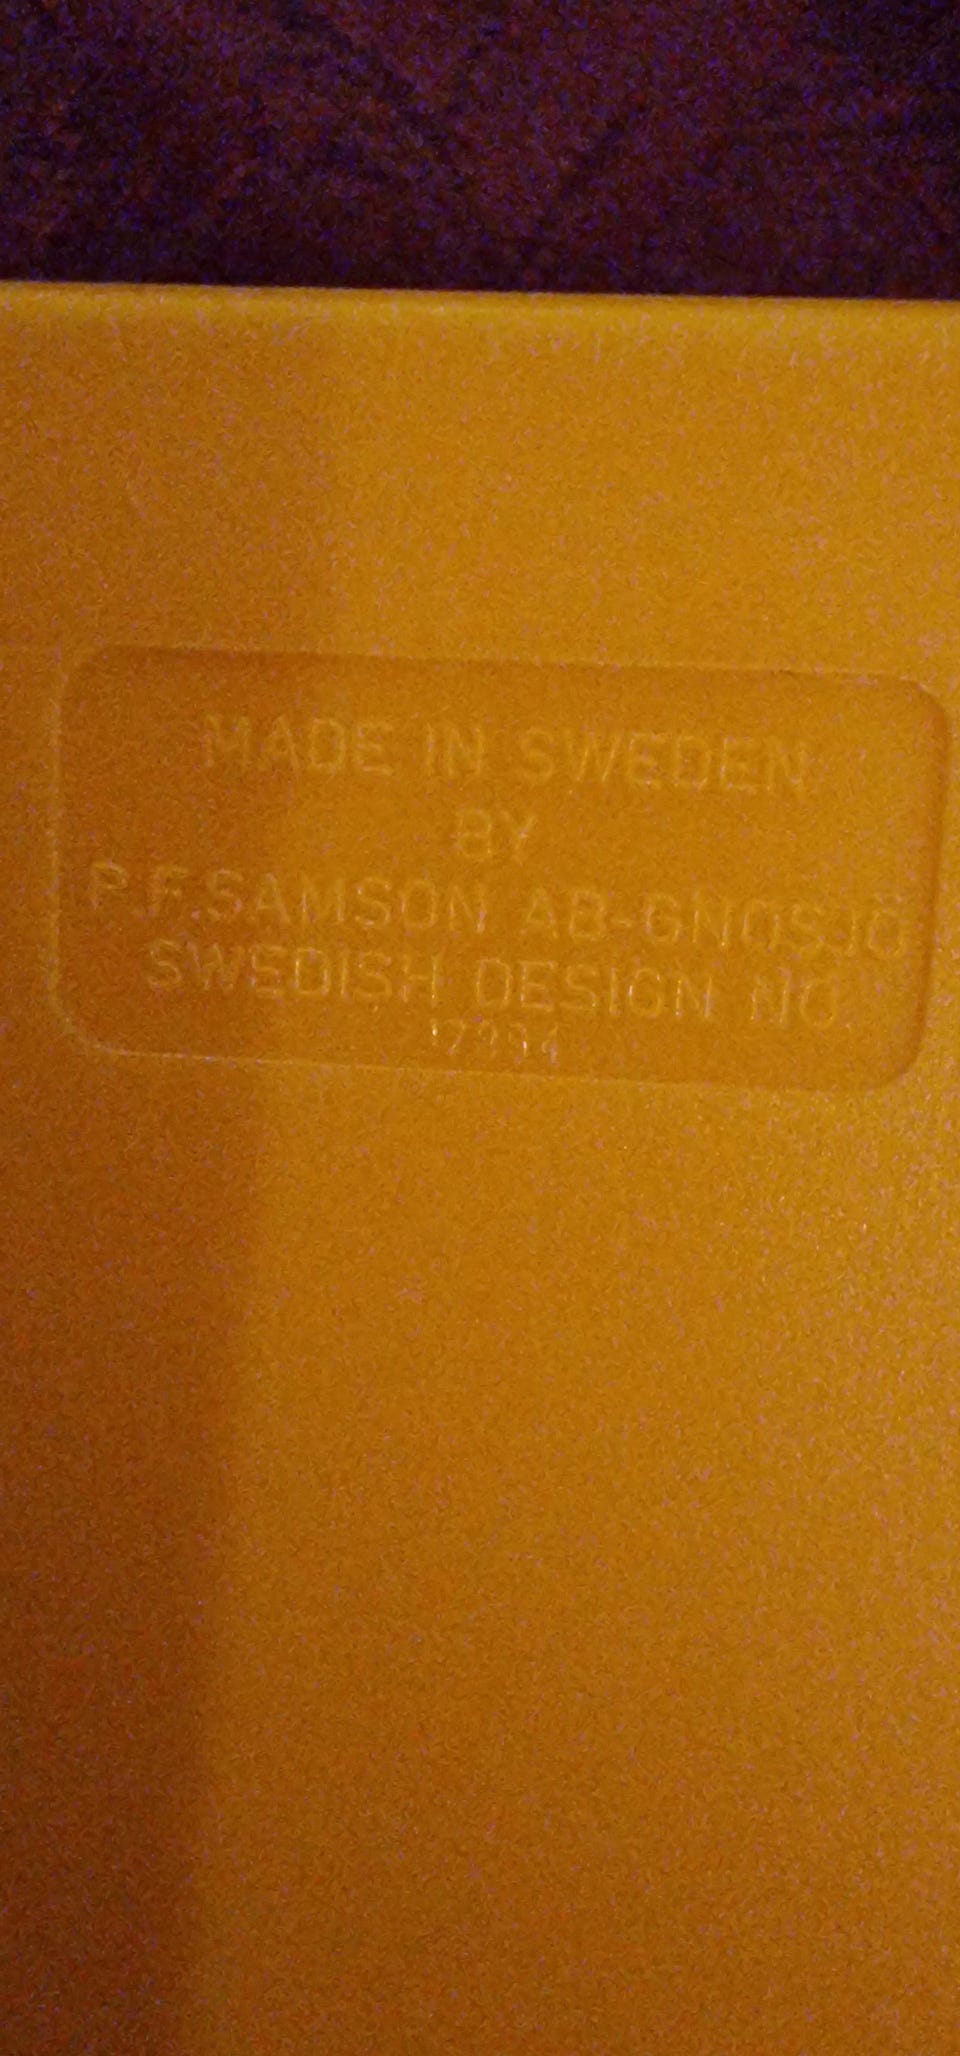 MADE IN SWEDEN
BY
P.F.SAMSON AB-GNOSJÖ
SWEDISH DESIGN NO